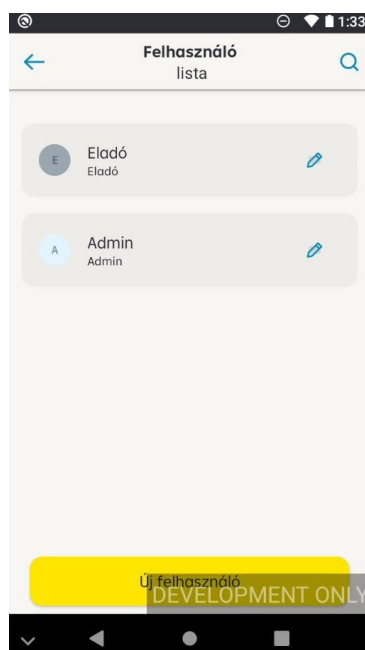 1:33
Felhasználó
lista
E
Eladó
Eladó
A
Admin
Admin
Új felhasználó
DEVELOPMENT ONLY